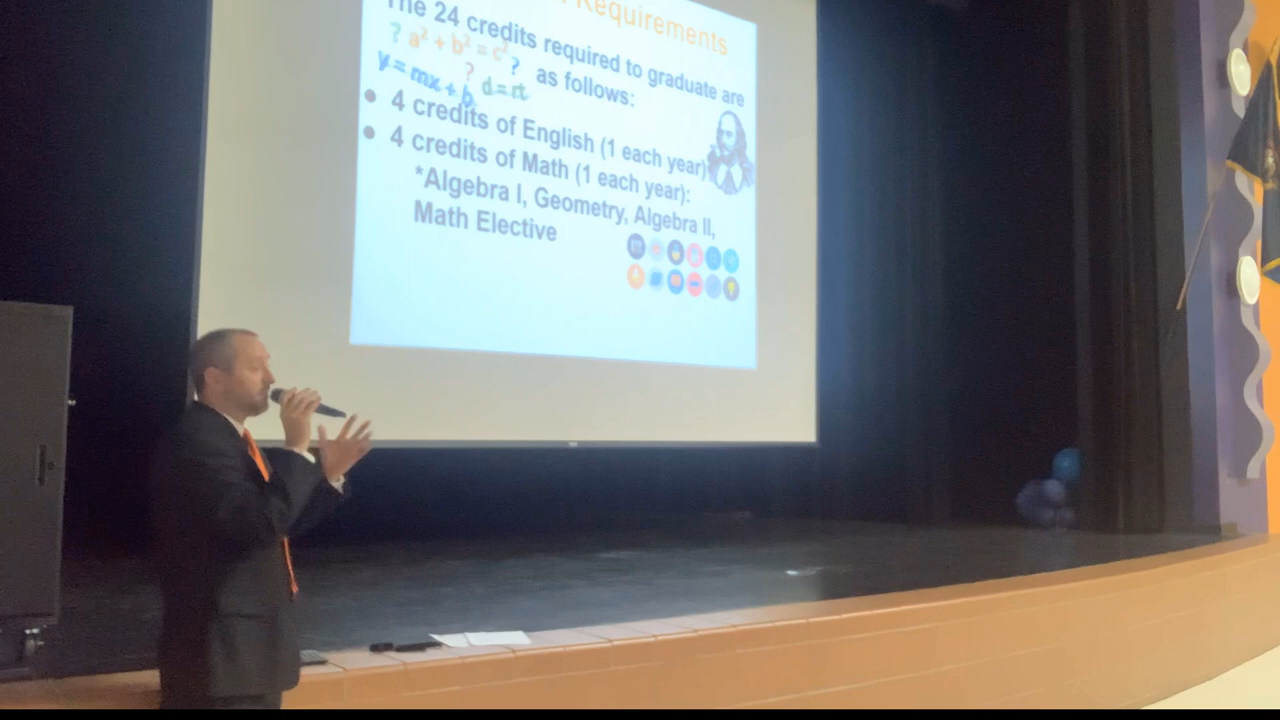 Requirements
The 24 credits required to graduate are
? a² + b² = c² ? as follows:
y = mx + b ? d = rt
• 4 credits of English (1 each year)
• 4 credits of Math (1 each year):
*Algebra I, Geometry, Algebra II,
Math Elective